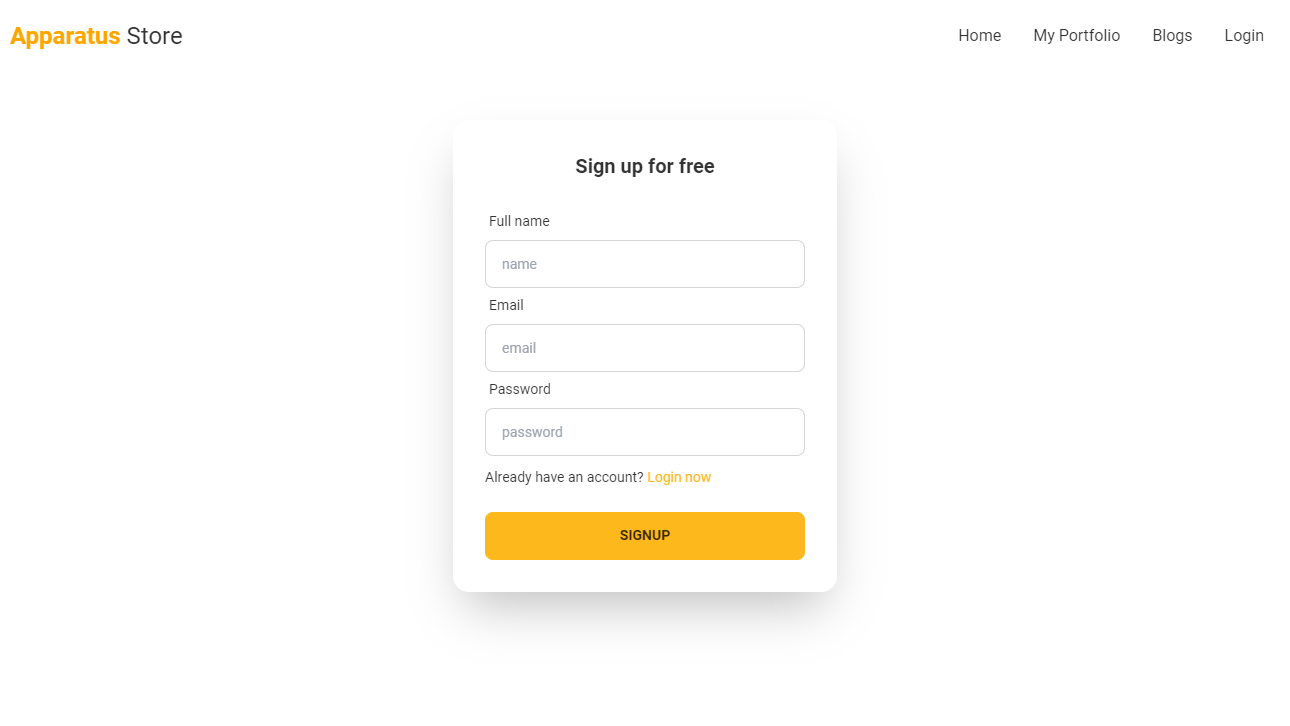 Apparatus Store
Home My Portfolio Blogs Login
Sign up for free
Full name
name
Email
email
Password
password
Already have an account? Login now
SIGNUP